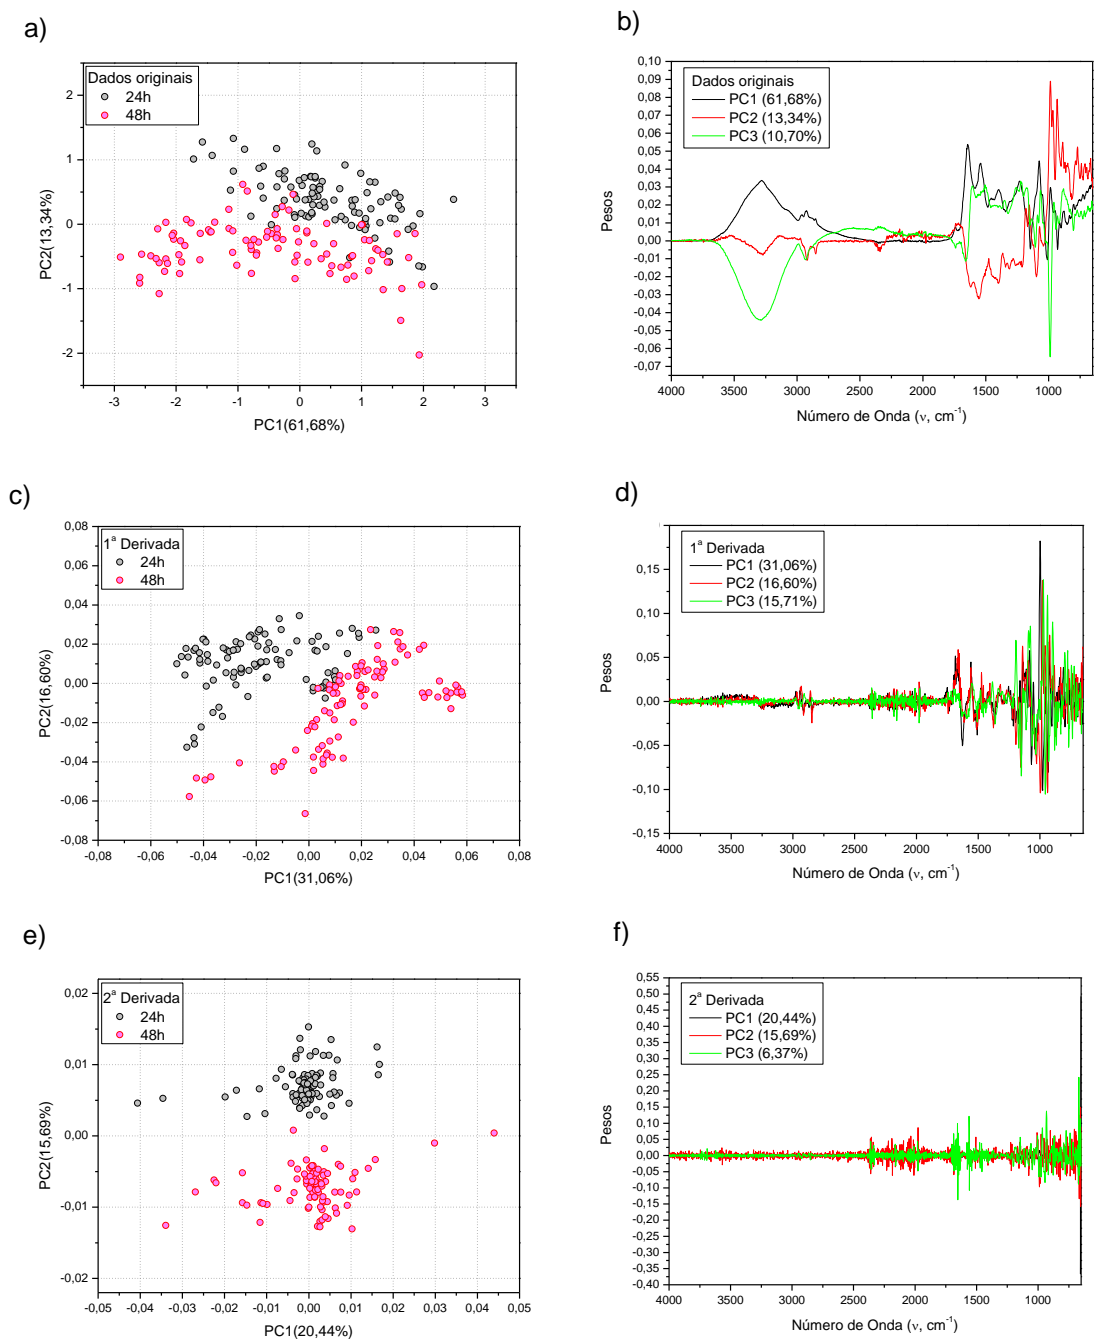 a)
Dados originais
24h
48h
2
1
0
-1
-2
PC2(13,34%)
-3
-2
-1
0
1
2
3
PC1(61,68%)
b)
0,10
0,09
0,08
0,07
0,06
0,05
0,04
0,03
0,02
0,01
0,00
-0,01
-0,02
-0,03
-0,04
-0,05
-0,06
-0,07
Pesos
Dados originais
PC1 (61,68%)
PC2 (13,34%)
PC3 (10,70%)
4000
3500
3000
2500
2000
1500
1000
Número de Onda (ν, cm⁻¹)
c)
0,08
0,06
0,04
0,02
0,00
-0,02
-0,04
-0,06
-0,08
PC2(16,60%)
1ª Derivada
24h
48h
-0,08
-0,06
-0,04
-0,02
0,00
0,02
0,04
0,06
0,08
PC1(31,06%)
d)
0,15
0,10
0,05
0,00
-0,05
-0,10
-0,15
Pesos
1ª Derivada
PC1 (31,06%)
PC2 (16,60%)
PC3 (15,71%)
4000
3500
3000
2500
2000
1500
1000
Número de Onda (ν, cm⁻¹)
e)
0,02
0,01
0,00
-0,01
-0,02
PC2(15,69%)
2ª Derivada
24h
48h
-0,05
-0,04
-0,03
-0,02
-0,01
0,00
0,01
0,02
0,03
0,04
0,05
PC1(20,44%)
f)
0,55
0,50
0,45
0,40
0,35
0,30
0,25
0,20
0,15
0,10
0,05
0,00
-0,05
-0,10
-0,15
-0,20
-0,25
-0,30
-0,35
-0,40
Pesos
2ª Derivada
PC1 (20,44%)
PC2 (15,69%)
PC3 (6,37%)
4000
3500
3000
2500
2000
1500
1000
Número de Onda (ν, cm⁻¹)